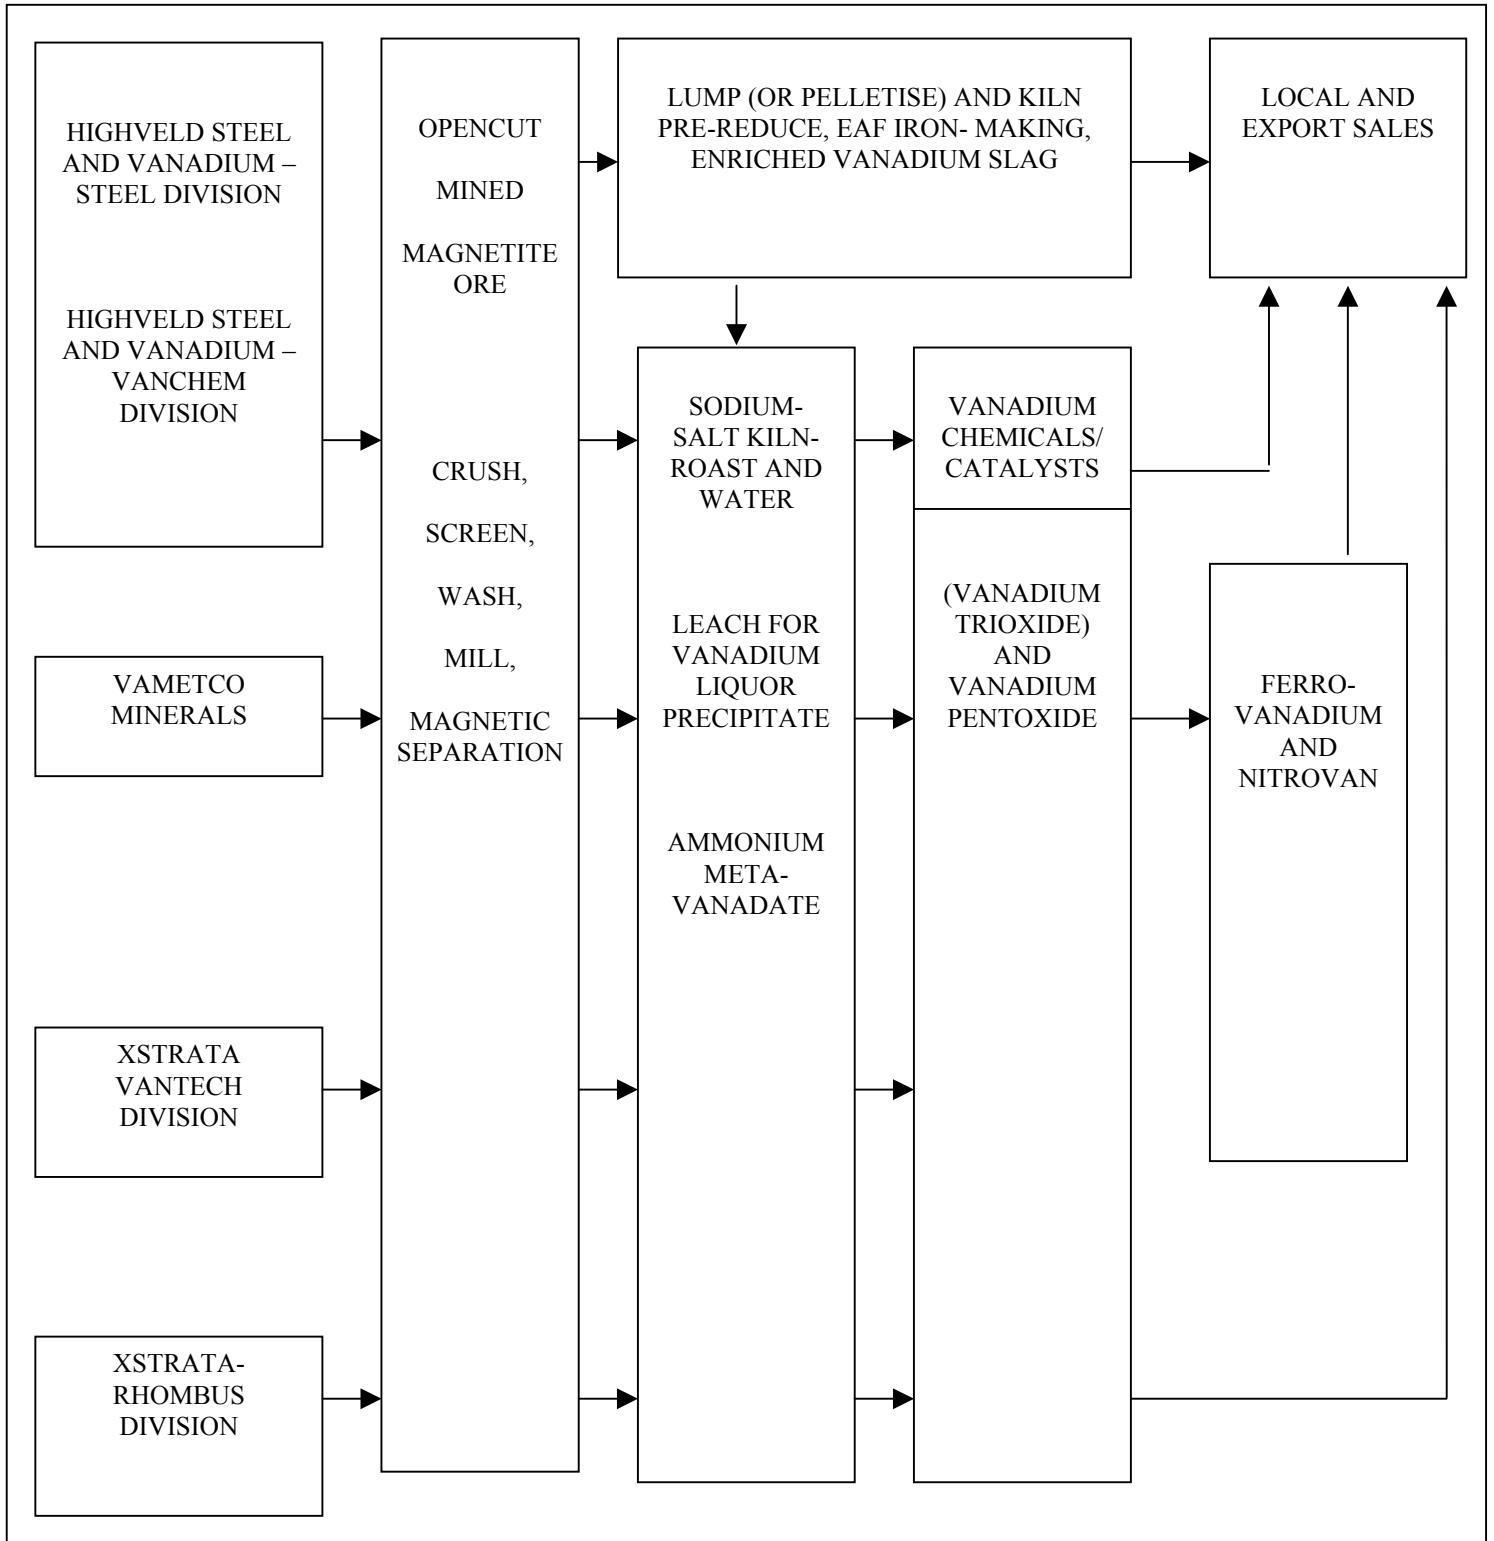 HIGHVELD STEEL
AND VANADIUM –
STEEL DIVISION
HIGHVELD STEEL
AND VANADIUM –
VANCHEM
DIVISION
VAMETCO
MINERALS
XSTRATA
VANTECH
DIVISION
XSTRATA-
RHOMBUS
DIVISION
OPENCUT
MINED
MAGNETITE
ORE
CRUSH,
SCREEN,
WASH,
MILL,
MAGNETIC
SEPARATION
LUMP (OR PELLETISE) AND KILN
PRE-REDUCE, EAF IRON- MAKING,
ENRICHED VANADIUM SLAG
SODIUM-
SALT KILN-
ROAST AND
WATER
LEACH FOR
VANADIUM
LIQUOR
PRECIPITATE
AMMONIUM
META-
VANADATE
VANADIUM
CHEMICALS/
CATALYSTS
(VANADIUM
TRIOXIDE)
AND
VANADIUM
PENTOXIDE
LOCAL AND
EXPORT SALES
FERRO-
VANADIUM
AND
NITROVAN